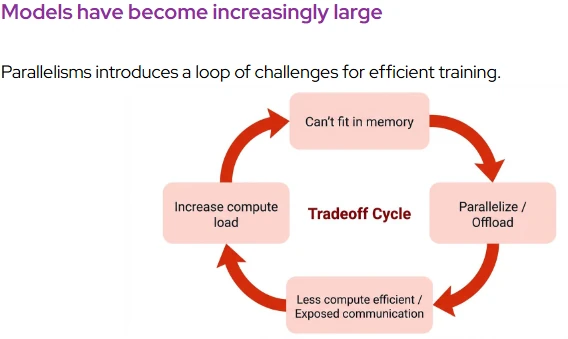 Models have become increasingly large
Parallelisms introduces a loop of challenges for efficient training.
Can't fit in memory
Increase compute
load
Tradeoff Cycle
Parallelize /
Offload
Less compute efficient /
Exposed communication